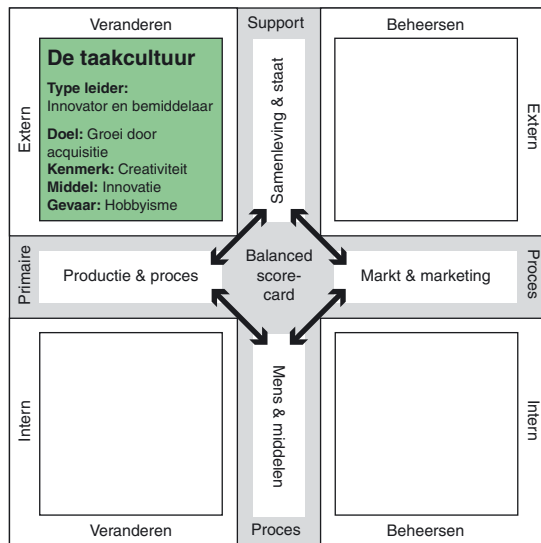 Veranderen
Support
Beheersen
Extern
De taakcultuur
Type leider:
Innovator en bemiddelaar
Doel: Groei door
acquisitie
Kenmerk: Creativiteit
Middel: Innovatie
Gevaar: Hobbyisme
Samenleving & staat
Extern
Primaire
Productie & proces
Balanced
score-
card
Markt & marketing
Proces
Intern
Mens & middelen
Intern
Veranderen
Proces
Beheersen